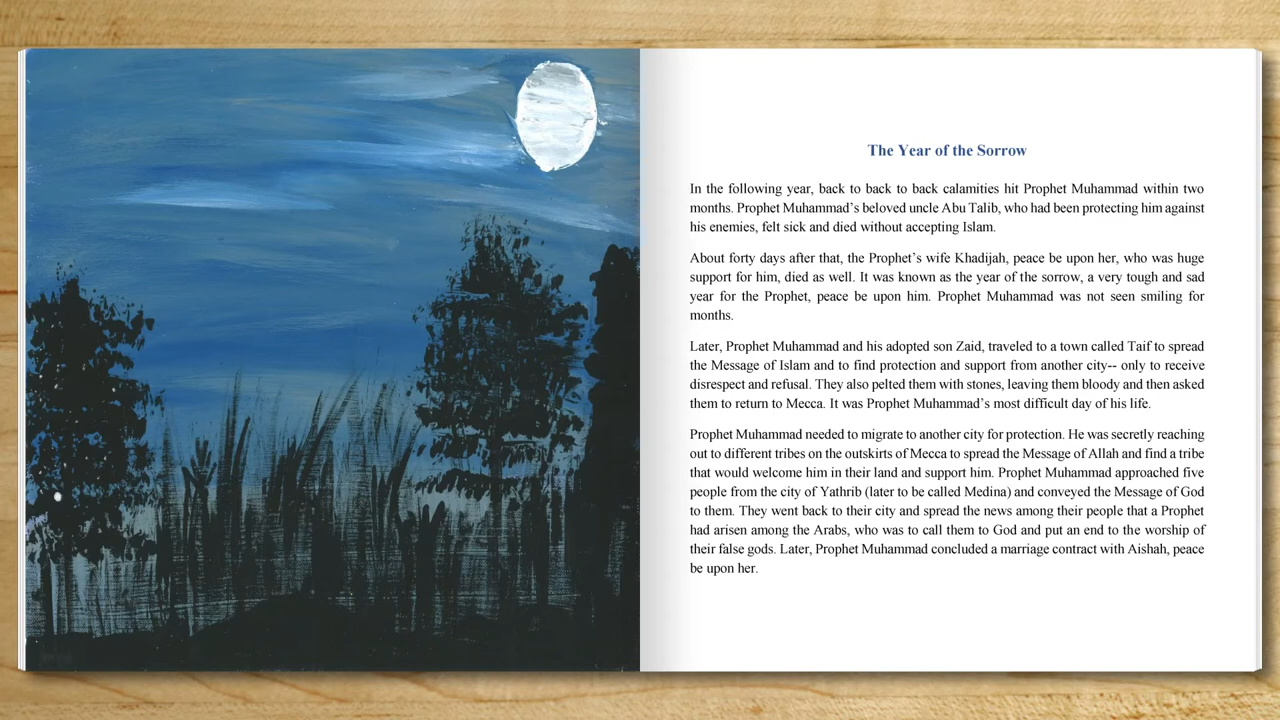 The Year of the Sorrow
In the following year, back to back to back calamities hit Prophet Muhammad within two
months. Prophet Muhammad's beloved uncle Abu Talib, who had been protecting him against
his enemies, felt sick and died without accepting Islam.
About forty days after that, the Prophet's wife Khadijah, peace be upon her, who was huge
support for him, died as well. It was known as the year of the sorrow, a very tough and sad
year for the Prophet, peace be upon him. Prophet Muhammad was not seen smiling for
months.
Later, Prophet Muhammad and his adopted son Zaid, traveled to a town called Taif to spread
the Message of Islam and to find protection and support from another city-- only to receive
disrespect and refusal. They also pelted them with stones, leaving them bloody and then asked
them to return to Mecca. It was Prophet Muhammad's most difficult day of his life.
Prophet Muhammad needed to migrate to another city for protection. He was secretly reaching
out to different tribes on the outskirts of Mecca to spread the Message of Allah and find a tribe
that would welcome him in their land and support him. Prophet Muhammad approached five
people from the city of Yathrib (later to be called Medina) and conveyed the Message of God
to them. They went back to their city and spread the news among their people that a Prophet
had arisen among the Arabs, who was to call them to God and put an end to the worship of
their false gods. Later, Prophet Muhammad concluded a marriage contract with Aishah, peace
be upon her.